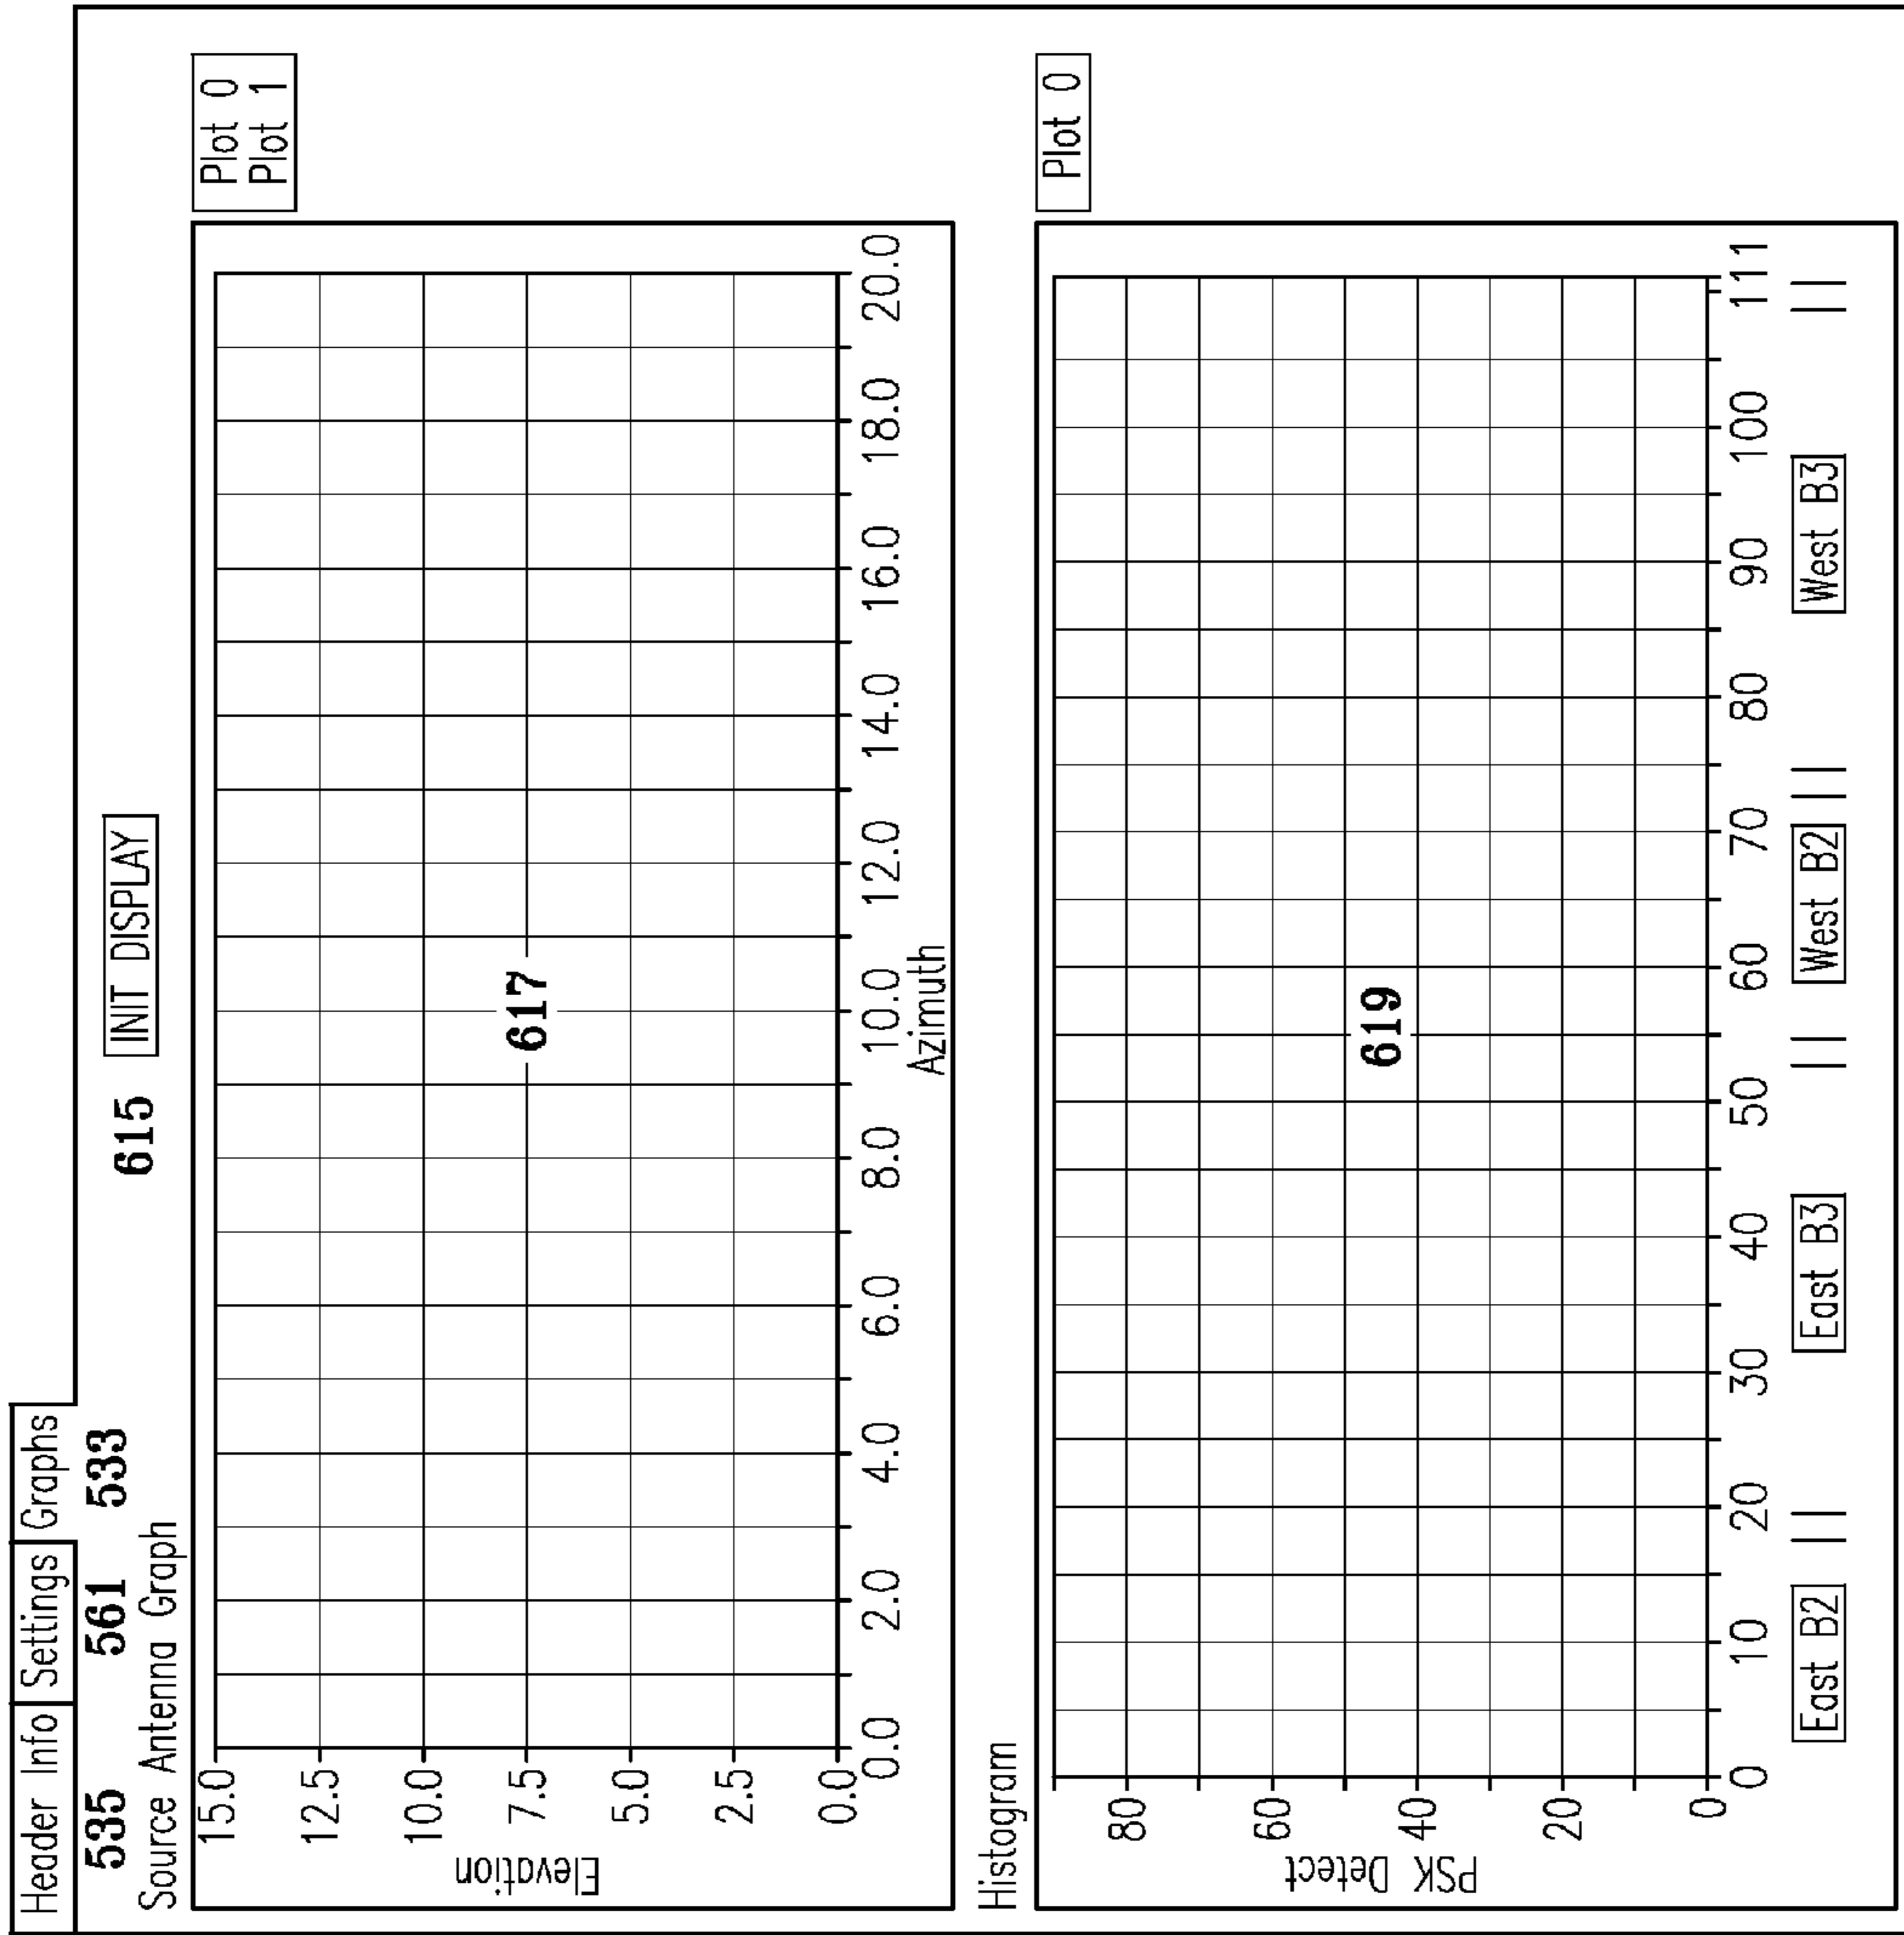 Header Info Settings Graphs
535 561 533
615 INIT DISPLAY
Source Antenna Graph
Plot 0
Plot 1
15.0
12.5
10.0
7.5
5.0
2.5
0.0
Elevation
617
0.0 2.0 4.0 6.0 8.0 10.0 12.0 14.0 16.0 18.0 20.0
Azimuth
Histogram
Plot 0
80
60
40
20
0
PSK Detect
619
0 10 20 30 40 50 60 70 80 90 100 111
East B2 || East B3 || West B2 || West B3 ||